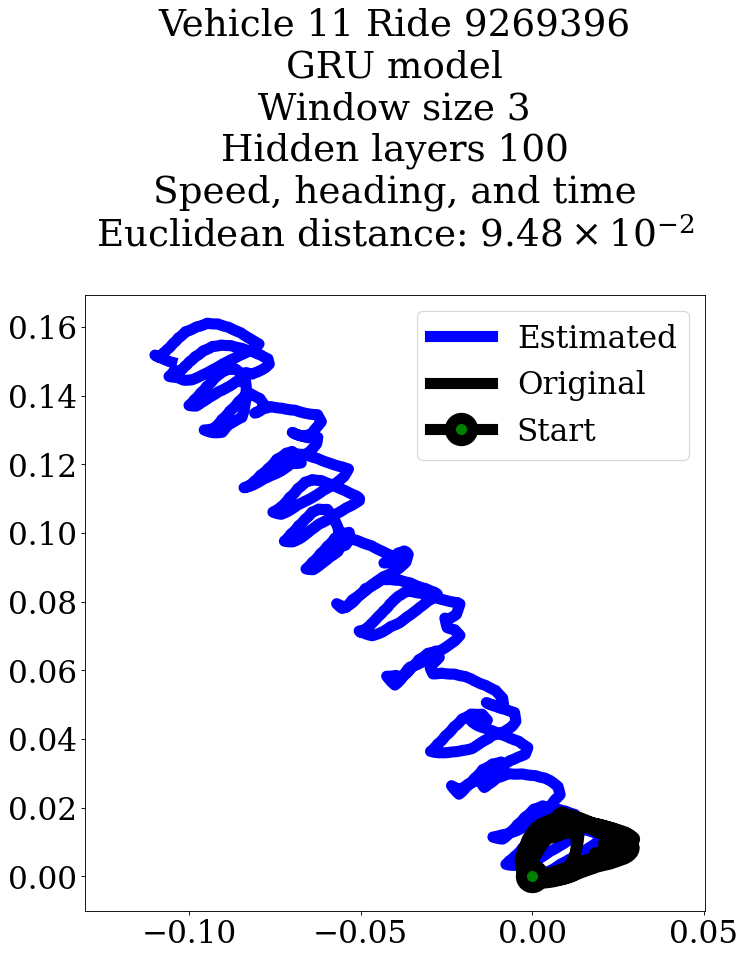 Vehicle 11 Ride 9269396
GRU model
Window size 3
Hidden layers 100
Speed, heading, and time
Euclidean distance: 9.48 × 10⁻²
Estimated
Original
Start
0.16
0.14
0.12
0.10
0.08
0.06
0.04
0.02
0.00
−0.10 −0.05 0.00 0.05